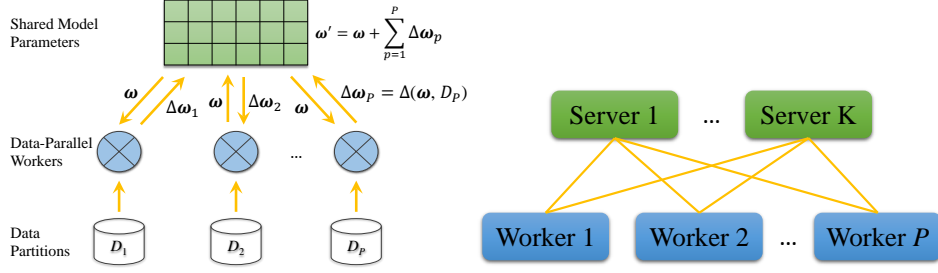 Shared Model
Parameters
𝝎′ = 𝝎 + ∑_{p=1}^{P} Δ𝝎_p
𝝎
Δ𝝎_1
𝝎
Δ𝝎_2
𝝎
Δ𝝎_P = Δ(𝝎, D_P)
Data-Parallel
Workers
...
Data
Partitions
D_1
D_2
D_P
Server 1
...
Server K
Worker 1
Worker 2
...
Worker P